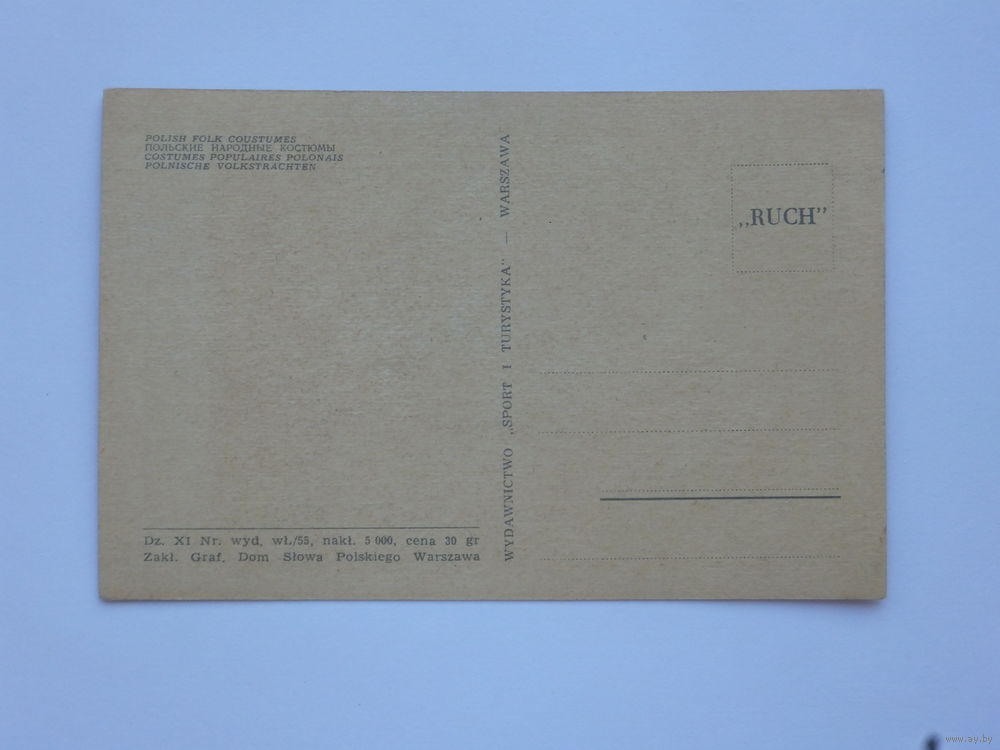 POLISH FOLK COUSTUMES
ПОЛЬСКИЕ НАРОДНЫЕ КОСТЮМЫ
COSTUMES POPULAIRES POLONAIS
POLNISCHE VOLKSTRACHTEN
Dz. XI Nr. wyd. wł./55, nakł. 5 000, cena 30 gr
Zakł. Graf. Dom Słowa Polskiego Warszawa
WYDAWNICTWO „SPORT I TURYSTYKA" — WARSZAWA
„RUCH”
www.ay.by